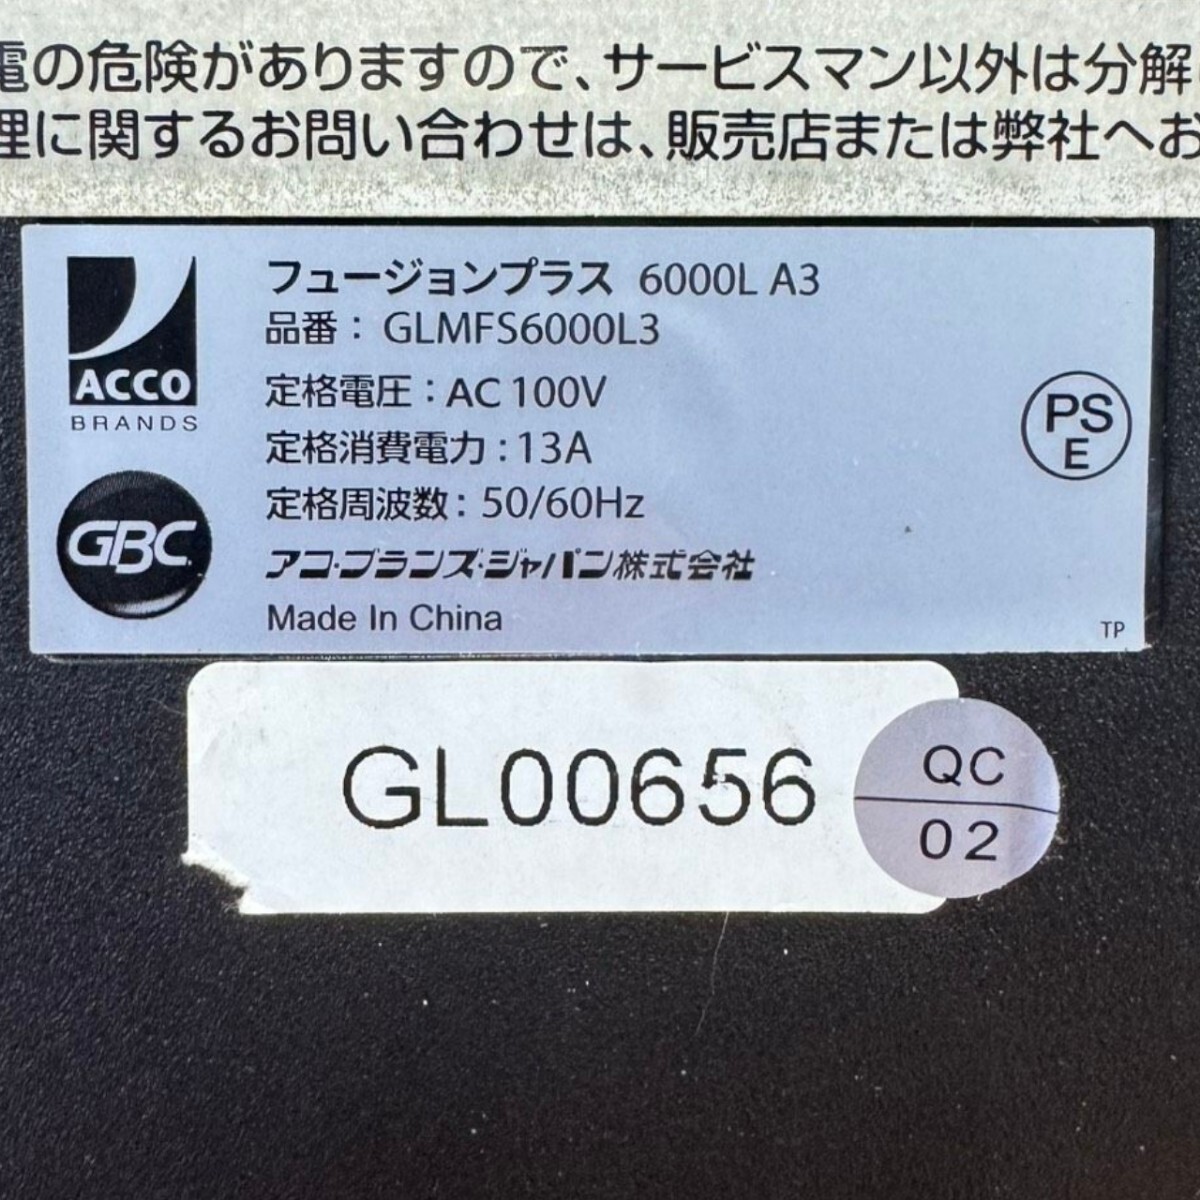 電の危険がありますので、サービスマン以外は分解
理に関するお問い合わせは、販売店または弊社へお
ACCO
BRANDS
GBC
フュージョンプラス 6000L A3
品番： GLMFS6000L3
定格電圧：AC 100V
定格消費電力：13A
定格周波数：50/60Hz
アコ・ブランズ・ジャパン株式会社
Made In China
PS
E
TP
GL00656
QC
02